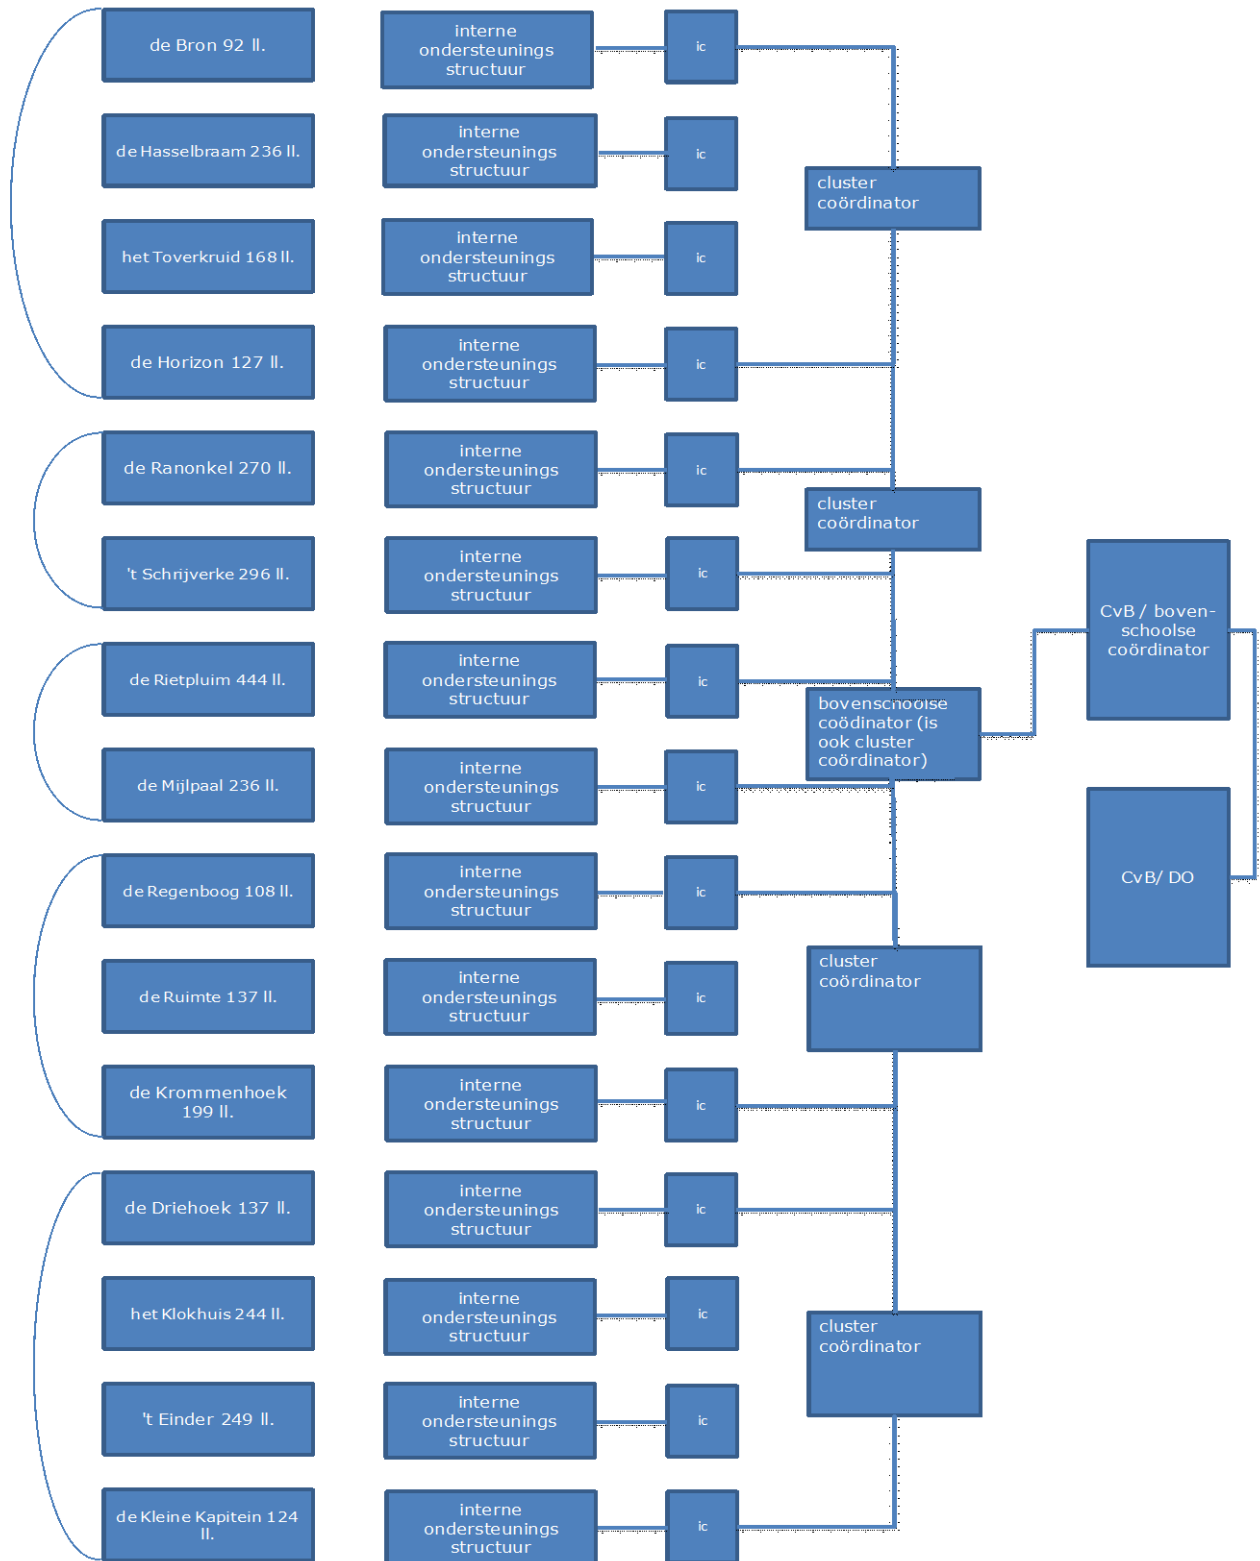 de Bron 92 ll.
interne
ondersteunings
structuur
ic
de Hasselbraam 236 ll.
interne
ondersteunings
structuur
ic
cluster
coördinator
het Toverkruid 168 ll.
interne
ondersteunings
structuur
ic
de Horizon 127 ll.
interne
ondersteunings
structuur
ic
de Ranonkel 270 ll.
interne
ondersteunings
structuur
ic
cluster
coördinator
't Schrijverke 296 ll.
interne
ondersteunings
structuur
ic
CvB / boven-
schoolse
coördinator
de Rietpluim 444 ll.
interne
ondersteunings
structuur
ic
bovenschoolse
coödinator (is
ook cluster
coördinator)
de Mijlpaal 236 ll.
interne
ondersteunings
structuur
ic
CvB/ DO
de Regenboog 108 ll.
interne
ondersteunings
structuur
ic
cluster
coördinator
de Ruimte 137 ll.
interne
ondersteunings
structuur
ic
de Krommenhoek
199 ll.
interne
ondersteunings
structuur
ic
de Driehoek 137 ll.
interne
ondersteunings
structuur
ic
het Klokhuis 244 ll.
interne
ondersteunings
structuur
ic
cluster
coördinator
't Einder 249 ll.
interne
ondersteunings
structuur
ic
de Kleine Kapitein 124
ll.
interne
ondersteunings
structuur
ic